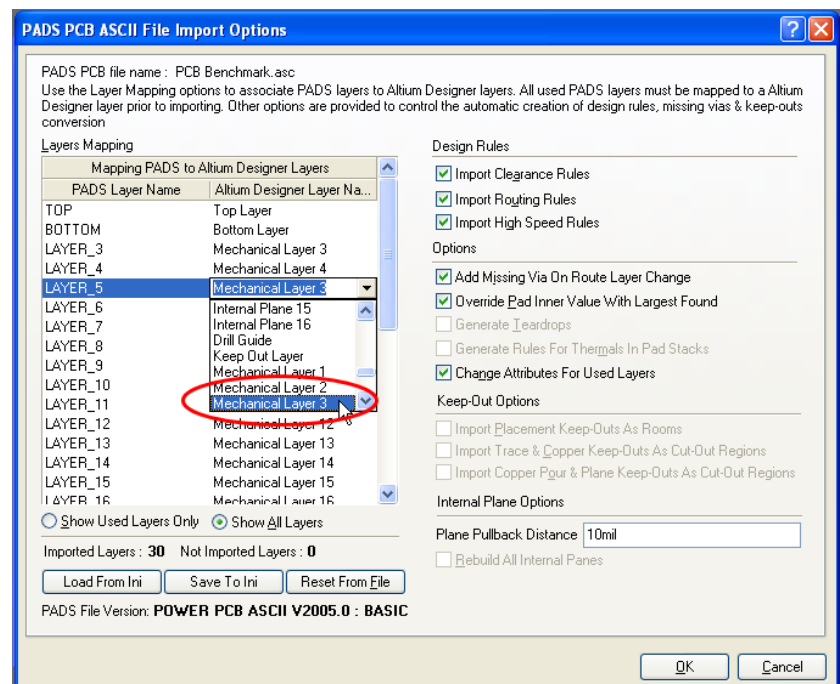 PADS PCB ASCII File Import Options
PADS PCB file name : PCB Benchmark.asc
Use the Layer Mapping options to associate PADS layers to Altium Designer layers. All used PADS layers must be mapped to a Altium
Designer layer prior to importing. Other options are provided to control the automatic creation of design rules, missing vias & keep-outs
conversion
Layers Mapping
Mapping PADS to Altium Designer Layers
PADS Layer Name Altium Designer Layer Na...
TOP Top Layer
BOTTOM Bottom Layer
LAYER_3 Mechanical Layer 3
LAYER_4 Mechanical Layer 4
LAYER_5 Mechanical Layer 3
LAYER_6 Internal Plane 15
LAYER_7 Internal Plane 16
Drill Guide
LAYER_8 Keep Out Layer
LAYER_9 Mechanical Layer 1
LAYER_10 Mechanical Layer 2
LAYER_11 Mechanical Layer 3
LAYER_12 Mechanical Layer 12
LAYER_13 Mechanical Layer 13
LAYER_14 Mechanical Layer 14
LAYER_15 Mechanical Layer 15
LAYER_16 Mechanical Layer 16
Show Used Layers Only Show All Layers
Imported Layers : 30 Not Imported Layers : 0
Load From Ini Save To Ini Reset From File
PADS File Version: POWER PCB ASCII V2005.0 : BASIC
Design Rules
Import Clearance Rules
Import Routing Rules
Import High Speed Rules
Options
Add Missing Via On Route Layer Change
Override Pad Inner Value With Largest Found
Generate Teardrops
Generate Rules For Thermals In Pad Stacks
Change Attributes For Used Layers
Keep-Out Options
Import Placement Keep-Outs As Rooms
Import Trace & Copper Keep-Outs As Cut-Out Regions
Import Copper Pour & Plane Keep-Outs As Cut-Out Regions
Internal Plane Options
Plane Pullback Distance 10mil
Rebuild All Internal Panes
OK Cancel